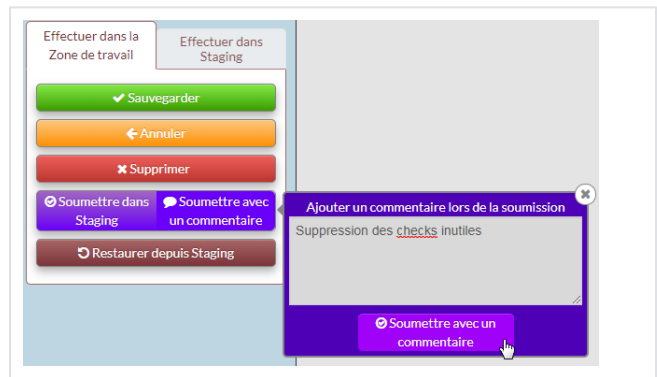 Effectuer dans la
Zone de travail
Effectuer dans
Staging
Sauvegarder
Annuler
Supprimer
Soumettre dans
Staging
Soumettre avec
un commentaire
Restaurer depuis Staging
Ajouter un commentaire lors de la soumission
Suppression des checks inutiles
Soumettre avec un
commentaire